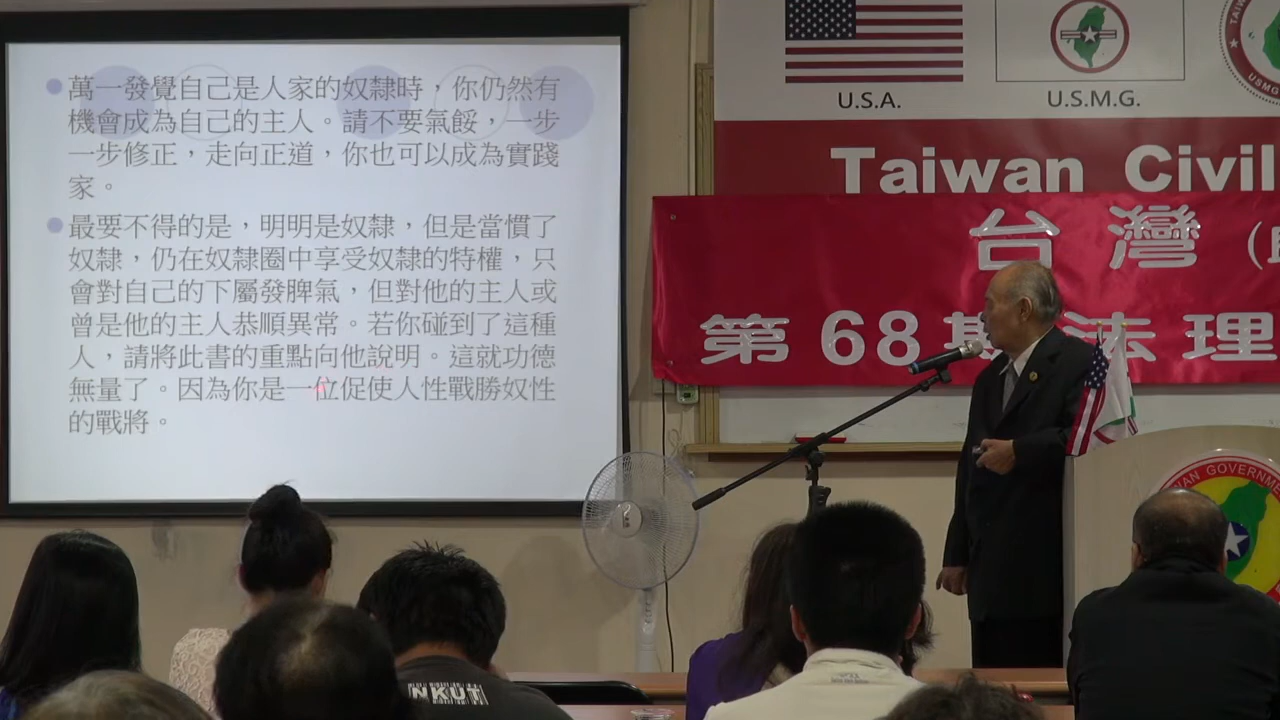 萬一發覺自己是人家的奴隸時，你仍然有
機會成為自己的主人。請不要氣餒，一步
一步修正，走向正道，你也可以成為實踐
家。
最要不得的是，明明是奴隸，但是當慣了
奴隸，仍在奴隸圈中享受奴隸的特權，只
會對自己的下屬發脾氣，但對他的主人或
曾是他的主人恭順異常。若你碰到了這種
人，請將此書的重點向他說明。這就功德
無量了。因為你是一位促使人性戰勝奴性
的戰將。
U.S.A.
U.S.M.G.
Taiwan Civil
台灣（
第 68 期法理
NKUT